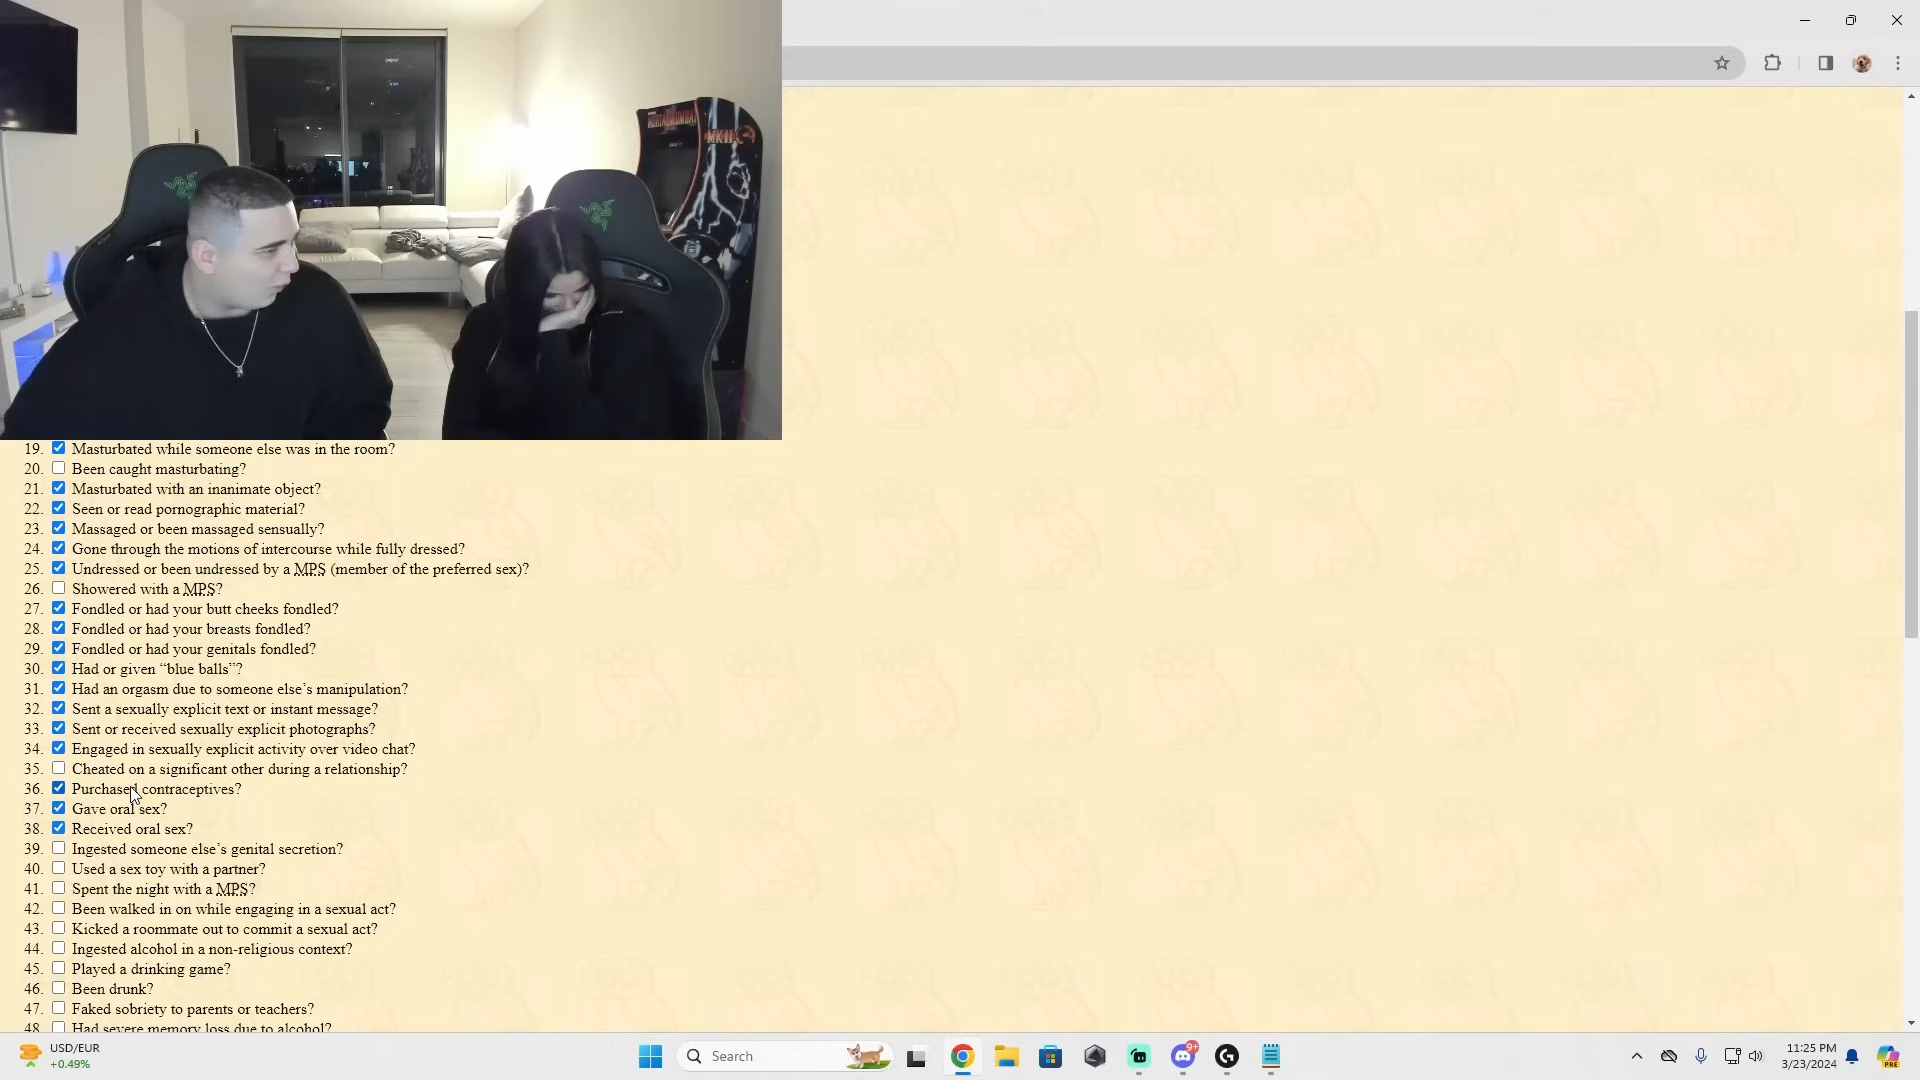 MORTAL KOMBAT
MKII
19. Masturbated while someone else was in the room?
20. Been caught masturbating?
21. Masturbated with an inanimate object?
22. Seen or read pornographic material?
23. Massaged or been massaged sensually?
24. Gone through the motions of intercourse while fully dressed?
25. Undressed or been undressed by a MPS (member of the preferred sex)?
26. Showered with a MPS?
27. Fondled or had your butt cheeks fondled?
28. Fondled or had your breasts fondled?
29. Fondled or had your genitals fondled?
30. Had or given “blue balls”?
31. Had an orgasm due to someone else’s manipulation?
32. Sent a sexually explicit text or instant message?
33. Sent or received sexually explicit photographs?
34. Engaged in sexually explicit activity over video chat?
35. Cheated on a significant other during a relationship?
36. Purchased contraceptives?
37. Gave oral sex?
38. Received oral sex?
39. Ingested someone else’s genital secretion?
40. Used a sex toy with a partner?
41. Spent the night with a MPS?
42. Been walked in on while engaging in a sexual act?
43. Kicked a roommate out to commit a sexual act?
44. Ingested alcohol in a non-religious context?
45. Played a drinking game?
46. Been drunk?
47. Faked sobriety to parents or teachers?
48. Had severe memory loss due to alcohol?
USD/EUR
+0.49%
Search
9+
11:25 PM
3/23/2024
PRE